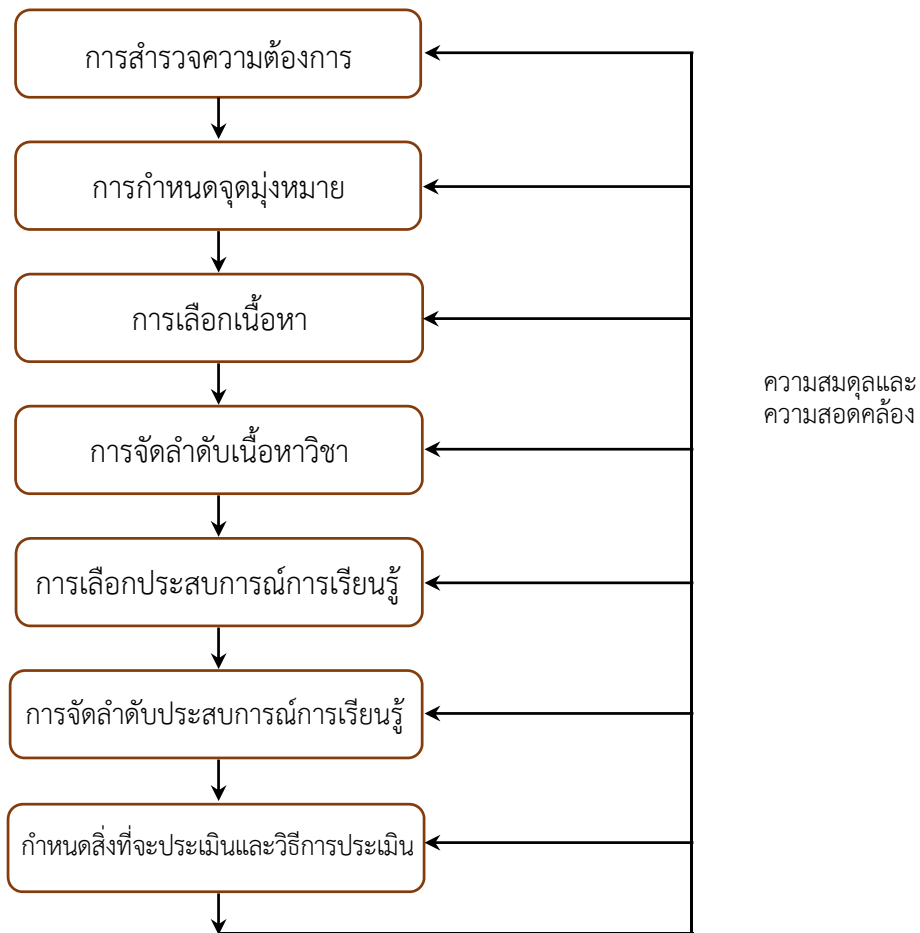 การสำรวจความต้องการ
การกำหนดจุดมุ่งหมาย
การเลือกเนื้อหา
การจัดลำดับเนื้อหาวิชา
การเลือกประสบการณ์การเรียนรู้
การจัดลำดับประสบการณ์การเรียนรู้
กำหนดสิ่งที่จะประเมินและวิธีการประเมิน
ความสมดุลและ
ความสอดคล้อง